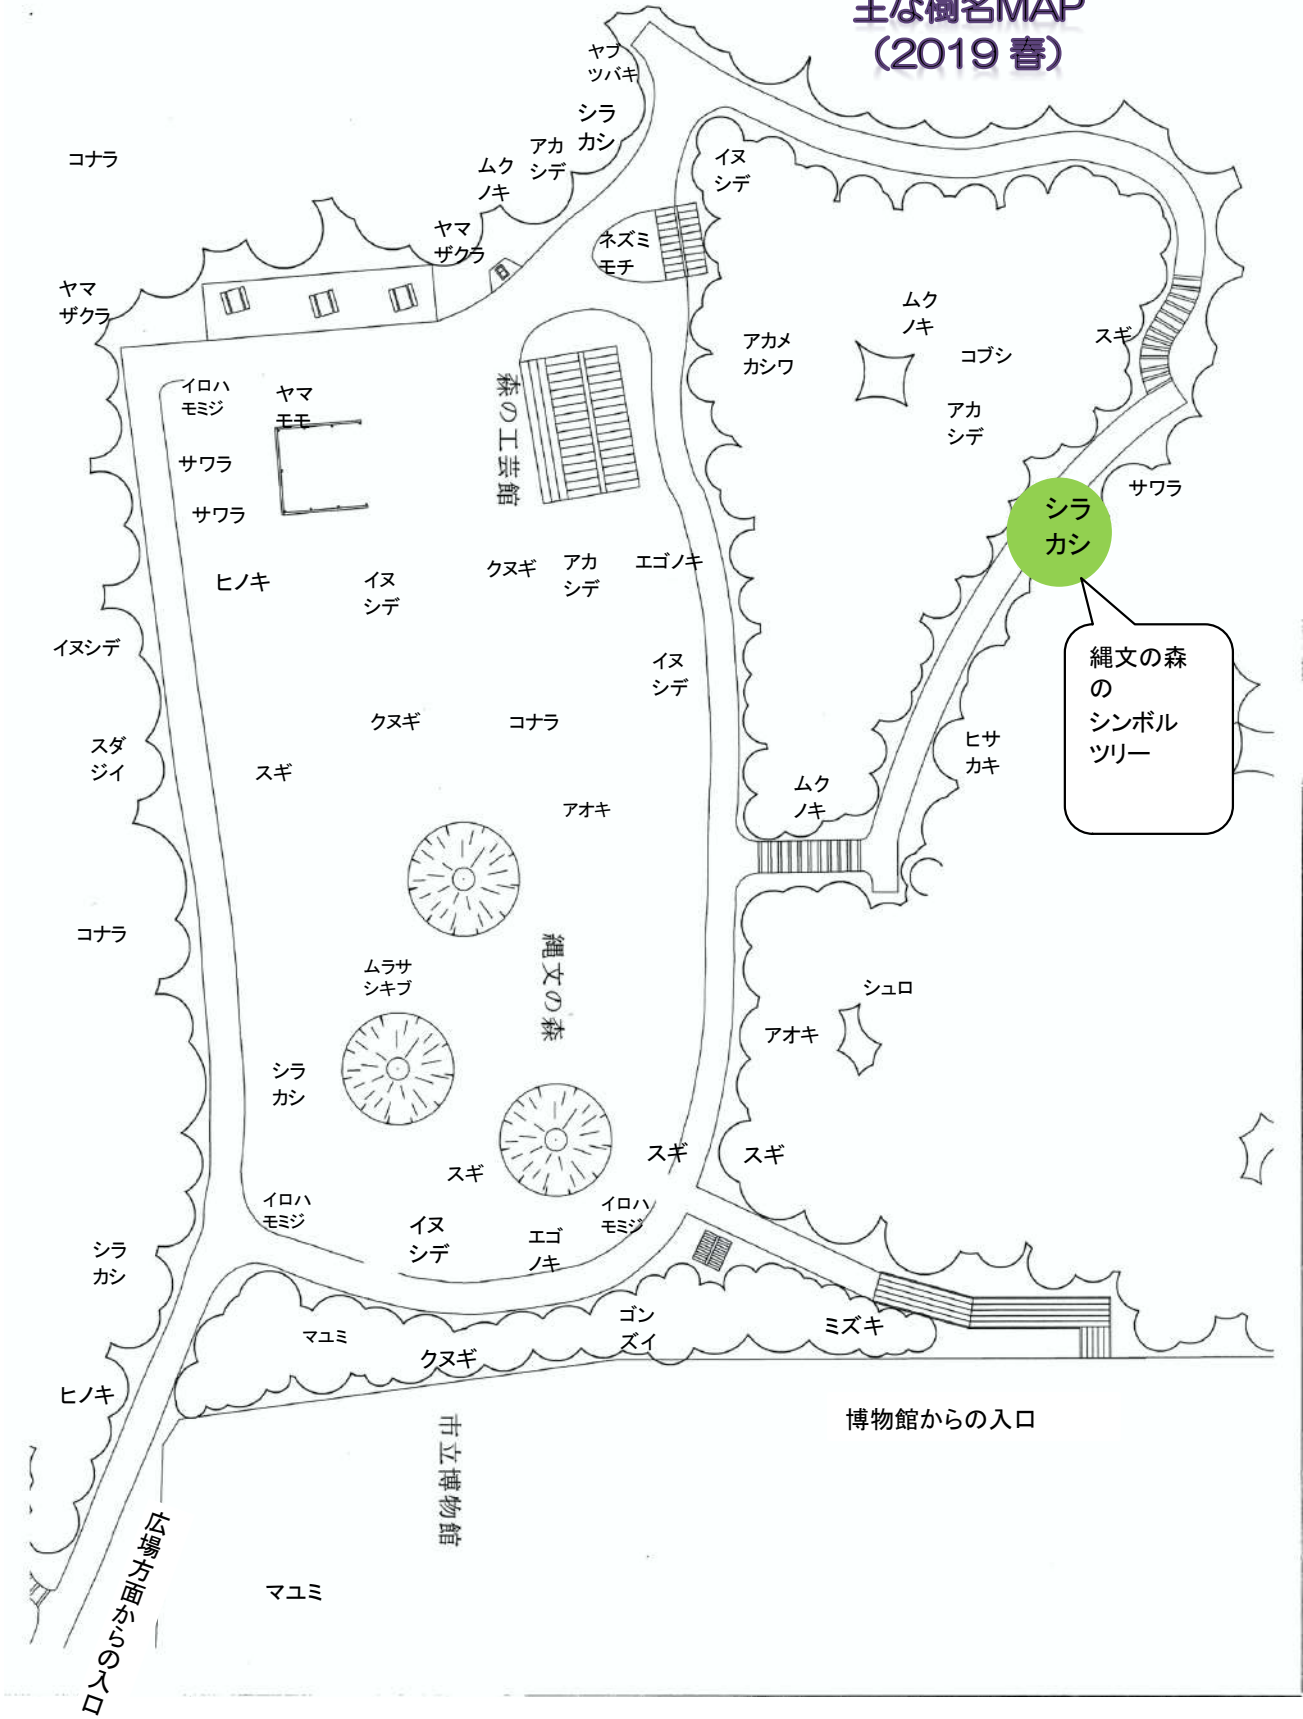 主な樹名MAP
（2019 春）
ヤブ
ツバキ
シラ
カシ
アカ
シデ
ムク
ノキ
コナラ
イヌ
シデ
ヤマ
ザクラ
ネズミ
モチ
ヤマ
ザクラ
ムク
ノキ
アカメ
カシワ
コブシ
スギ
イロハ
モミジ
ヤマ
モモ
森の工芸館
アカ
シデ
サワラ
サワラ
サワラ
シラ
カシ
ヒノキ
イヌ
シデ
クヌギ
アカ
シデ
エゴノキ
縄文の森
の
シンボル
ツリー
イヌシデ
イヌ
シデ
クヌギ
コナラ
スダ
ジイ
スギ
ヒサ
カキ
ムク
ノキ
アオキ
コナラ
ムラサ
シキブ
縄文の森
シュロ
アオキ
シラ
カシ
スギ
スギ
スギ
イロハ
モミジ
イロハ
モミジ
イヌ
シデ
エゴ
ノキ
シラ
カシ
マユミ
クヌギ
ゴン
ズイ
ミズキ
ヒノキ
博物館からの入口
市立博物館
広場方面からの入口
マユミ